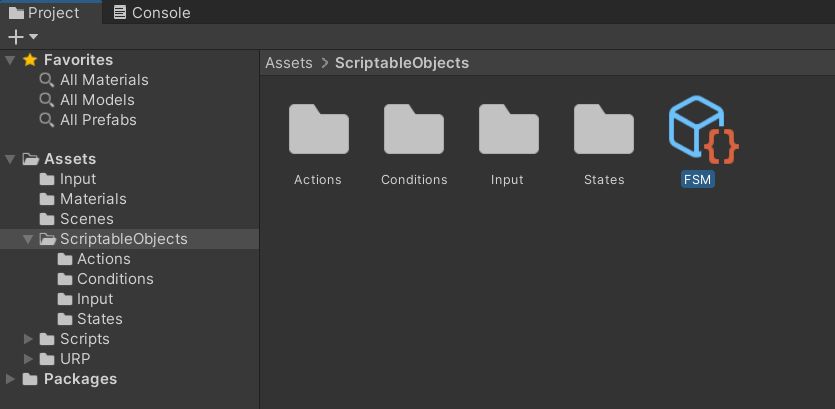 Project
Console
Favorites
All Materials
All Models
All Prefabs
Assets
Input
Materials
Scenes
ScriptableObjects
Actions
Conditions
Input
States
Scripts
URP
Packages
Assets > ScriptableObjects
Actions
Conditions
Input
States
FSM